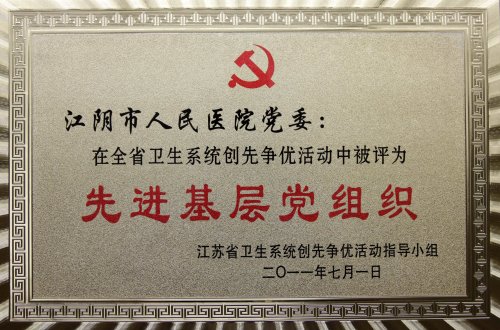 江阴市人民医院党委：
在全省卫生系统创先争优活动中被评为
先进基层党组织
江苏省卫生系统创先争优活动指导小组
二〇一一年七月一日